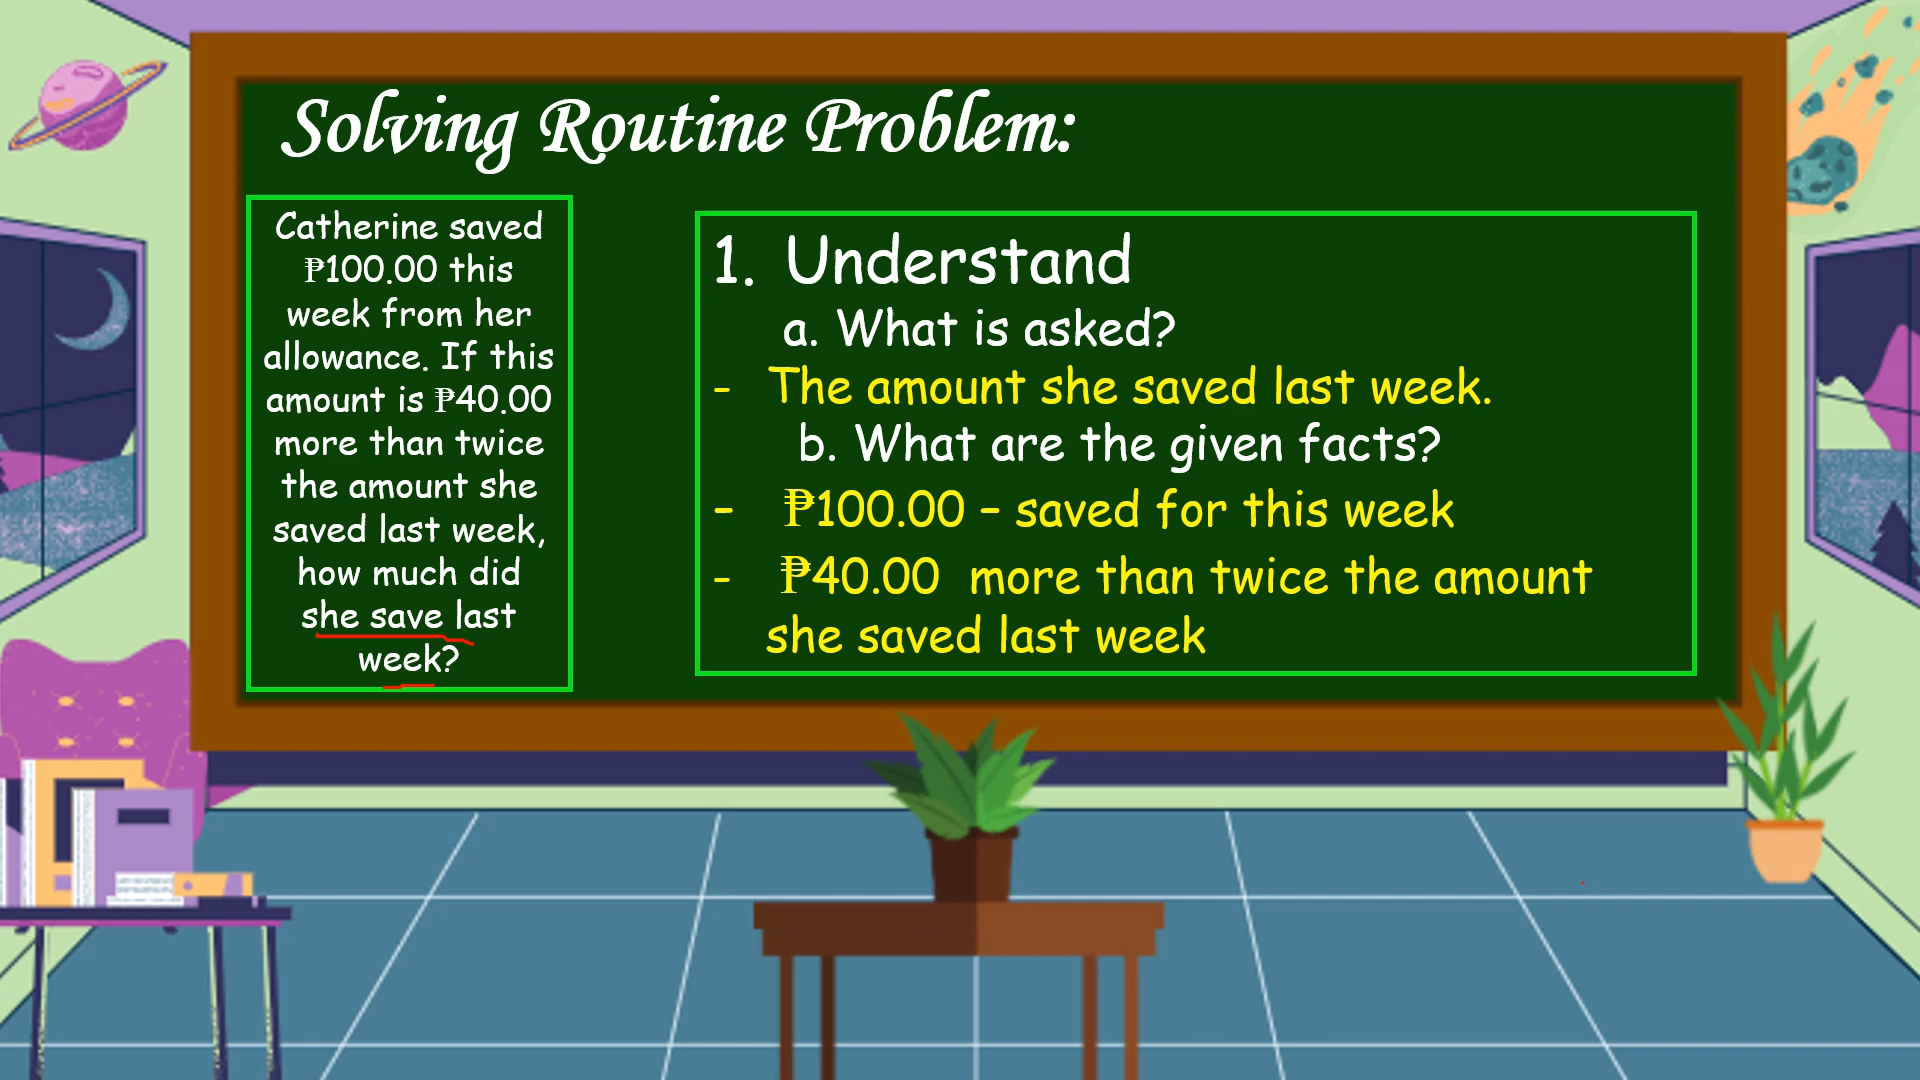 Solving Routine Problem:
Catherine saved
₱100.00 this
week from her
allowance. If this
amount is ₱40.00
more than twice
the amount she
saved last week,
how much did
she save last
week?
1. Understand
a. What is asked?
- The amount she saved last week.
b. What are the given facts?
- ₱100.00 – saved for this week
- ₱40.00 more than twice the amount
she saved last week